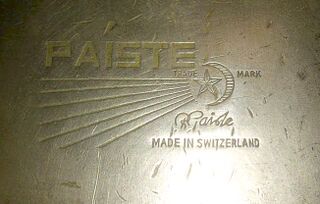 PAISTE
TRADE MARK
R Paiste
MADE IN SWITZERLAND